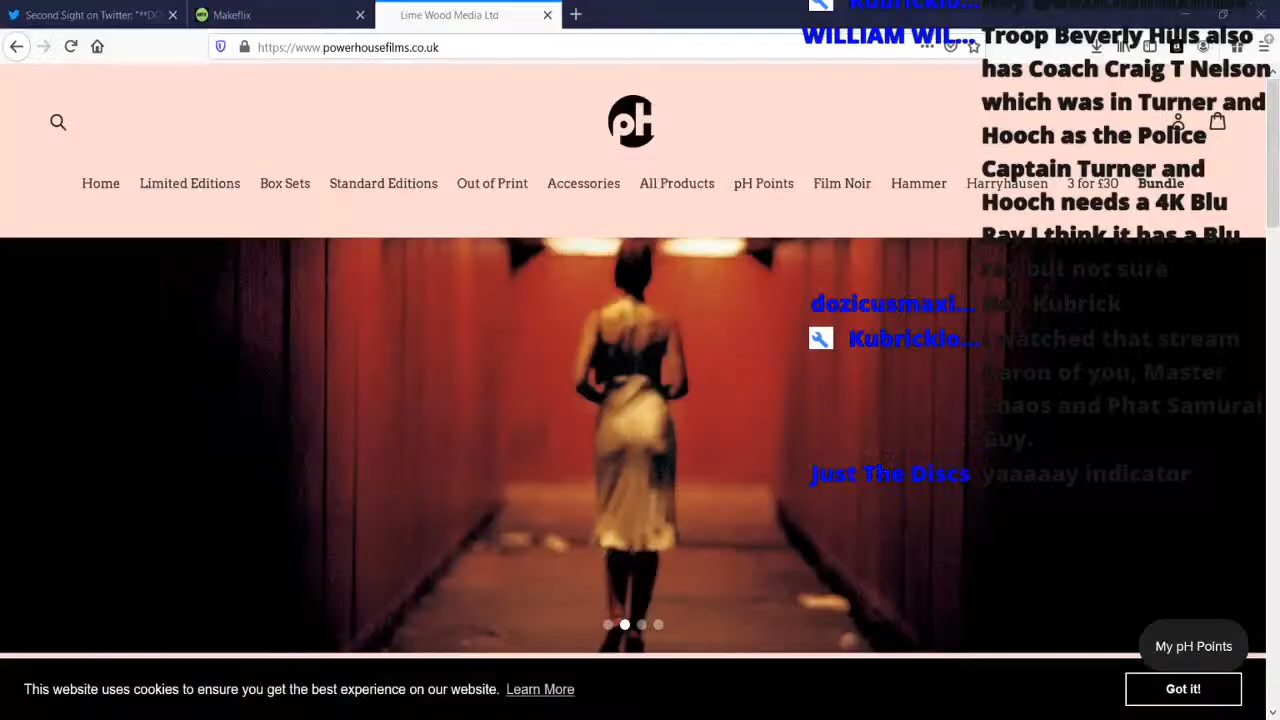 Second Sight on Twitter: "**DO
Makeflix
Lime Wood Media Ltd
https://www.powerhousefilms.co.uk
WILLIAM WIL... Troop Beverly Hills also
has Coach Craig T Nelson
which was in Turner and
Hooch as the Police
Captain Turner and
Hooch needs a 4K Blu
Ray I think it has a Blu
ray but not sure
pH
Home Limited Editions Box Sets Standard Editions Out of Print Accessories All Products pH Points Film Noir Hammer Harryhausen 3 for £30 Bundle
dozicusmaxi... Hey Kubrick
Kubricklo... I watched that stream
Aaron of you, Master
Chaos and Phat Samurai
Guy.
Just The Discs yaaaaay indicator
My pH Points
This website uses cookies to ensure you get the best experience on our website. Learn More
Got it!